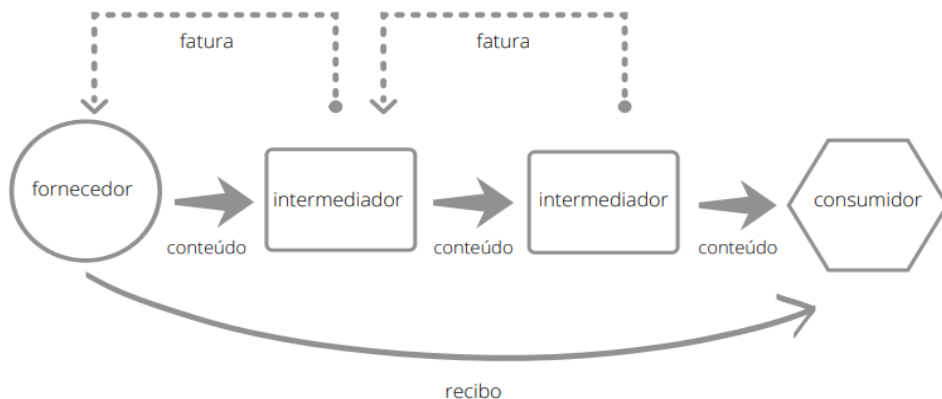 fatura
fatura
fornecedor
intermediador
intermediador
consumidor
conteúdo
conteúdo
conteúdo
recibo